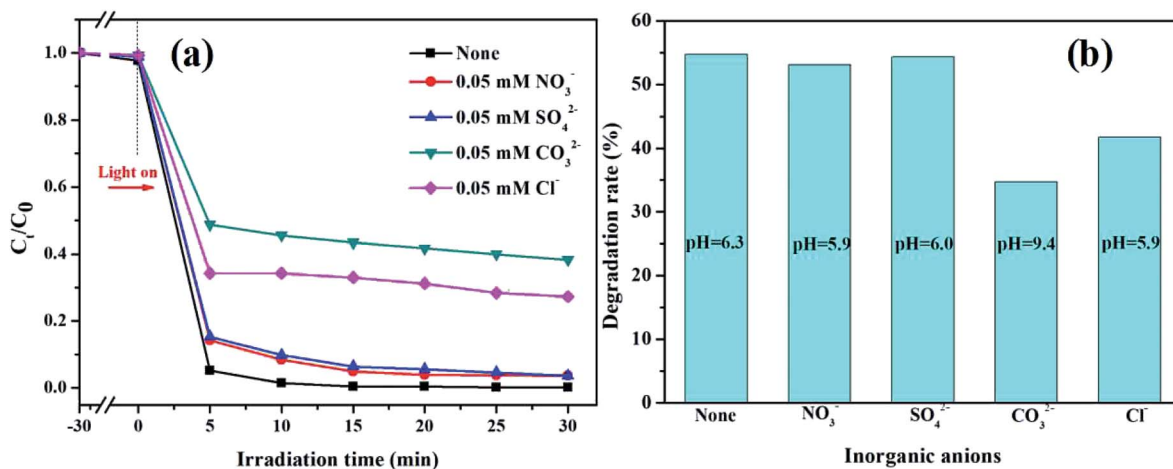 (a)
None
0.05 mM NO₃⁻
0.05 mM SO₄²⁻
0.05 mM CO₃²⁻
0.05 mM Cl⁻
Light on
Cₜ/C₀
1.0
0.8
0.6
0.4
0.2
0.0
-30 0 5 10 15 20 25 30
Irradiation time (min)
(b)
Degradation rate (%)
60
50
40
30
20
10
0
pH=6.3 pH=5.9 pH=6.0 pH=9.4 pH=5.9
None NO₃⁻ SO₄²⁻ CO₃²⁻ Cl⁻
Inorganic anions